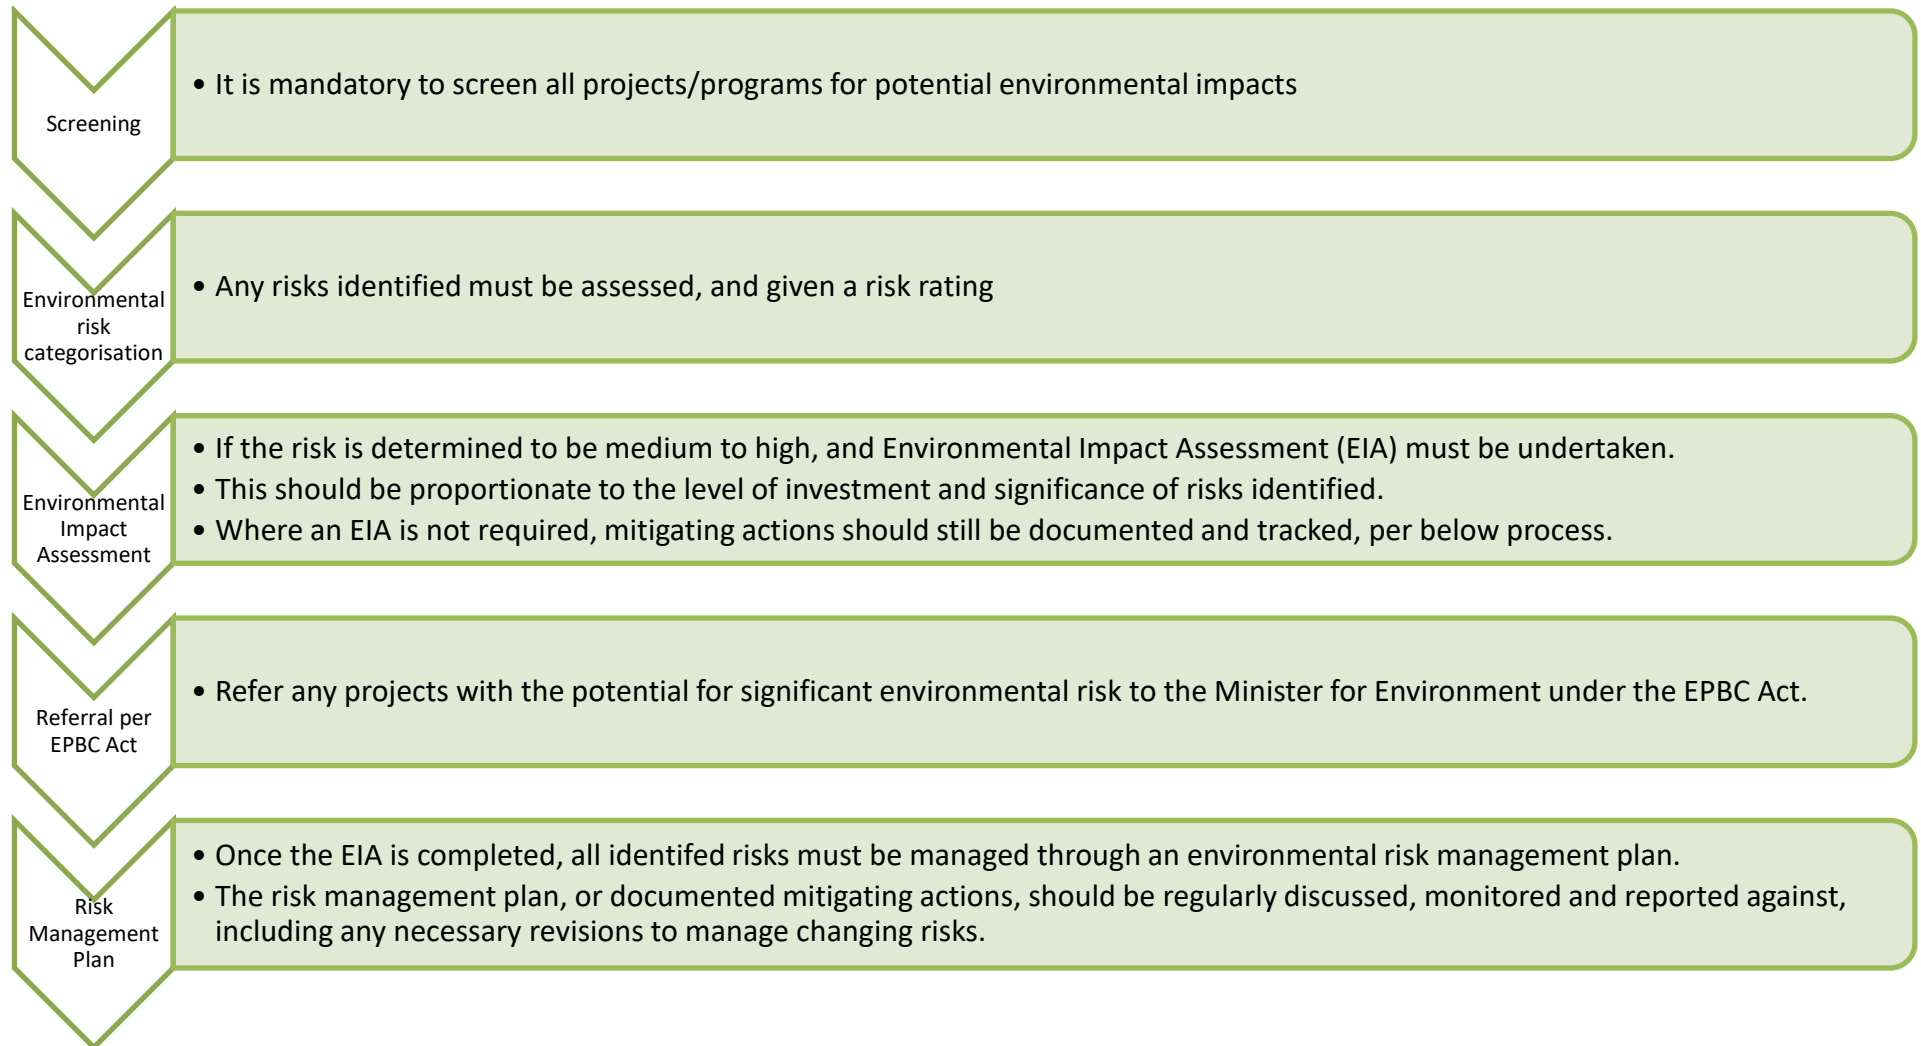 Screening
• It is mandatory to screen all projects/programs for potential environmental impacts
Environmental
risk
categorisation
• Any risks identified must be assessed, and given a risk rating
Environmental
Impact
Assessment
• If the risk is determined to be medium to high, and Environmental Impact Assessment (EIA) must be undertaken.
• This should be proportionate to the level of investment and significance of risks identified.
• Where an EIA is not required, mitigating actions should still be documented and tracked, per below process.
Referral per
EPBC Act
• Refer any projects with the potential for significant environmental risk to the Minister for Environment under the EPBC Act.
Risk
Management
Plan
• Once the EIA is completed, all identifed risks must be managed through an environmental risk management plan.
• The risk management plan, or documented mitigating actions, should be regularly discussed, monitored and reported against,
including any necessary revisions to manage changing risks.